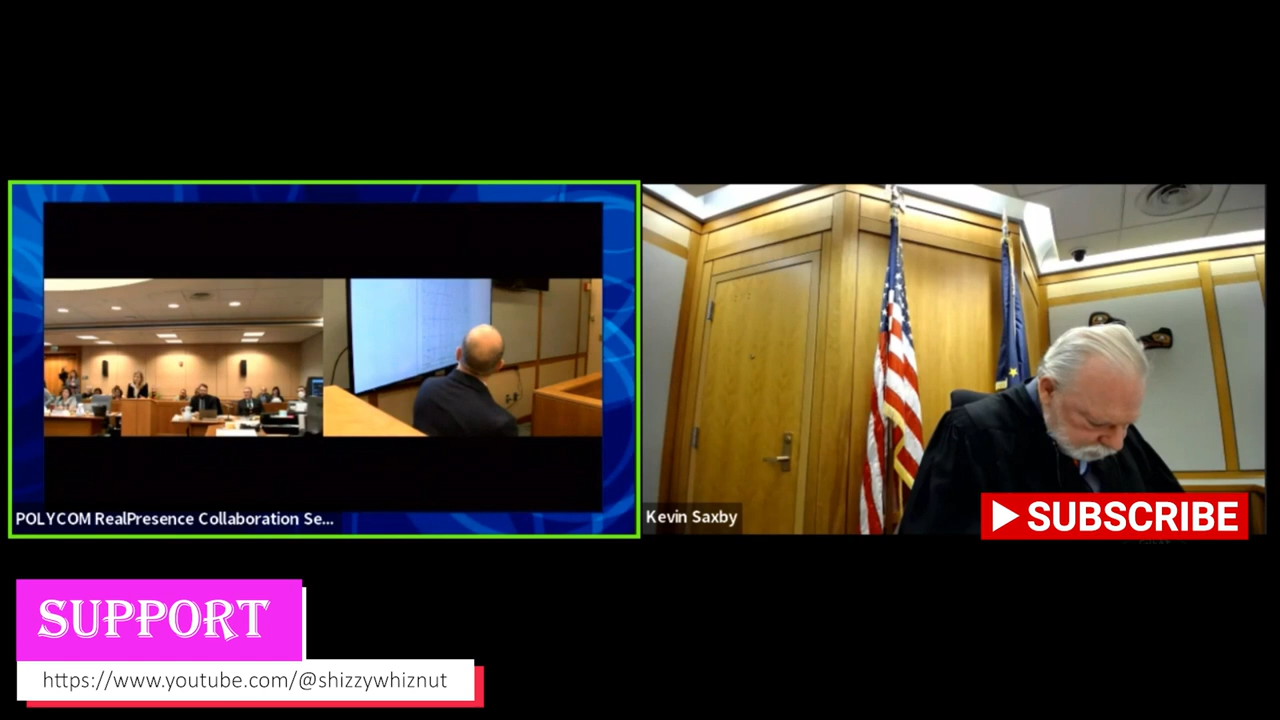 POLYCOM RealPresence Collaboration Se...
Kevin Saxby
SUBSCRIBE
SUPPORT
https://www.youtube.com/@shizzywhiznut